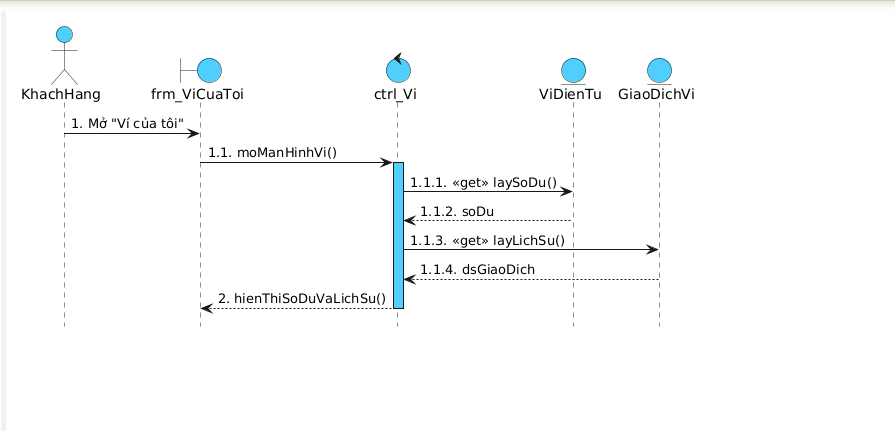 KhachHang
frm_ViCuaToi
ctrl_Vi
ViDienTu
GiaoDichVi
1. Mở "Ví của tôi"
1.1. moManHinhVi()
1.1.1. «get» laySoDu()
1.1.2. soDu
1.1.3. «get» layLichSu()
1.1.4. dsGiaoDich
2. hienThiSoDuVaLichSu()